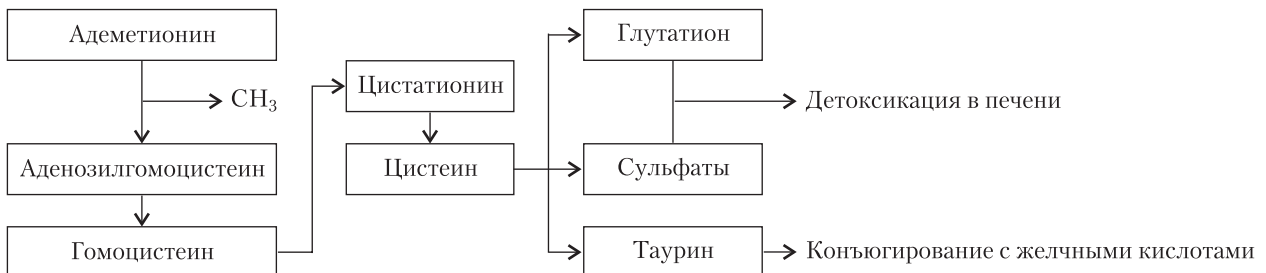 Адеметионин
CH₃
Аденозилгомоцистеин
Гомоцистеин
Цистатионин
Цистеин
Глутатион
Сульфаты
Детоксикация в печени
Таурин
Конъюгирование с желчными кислотами